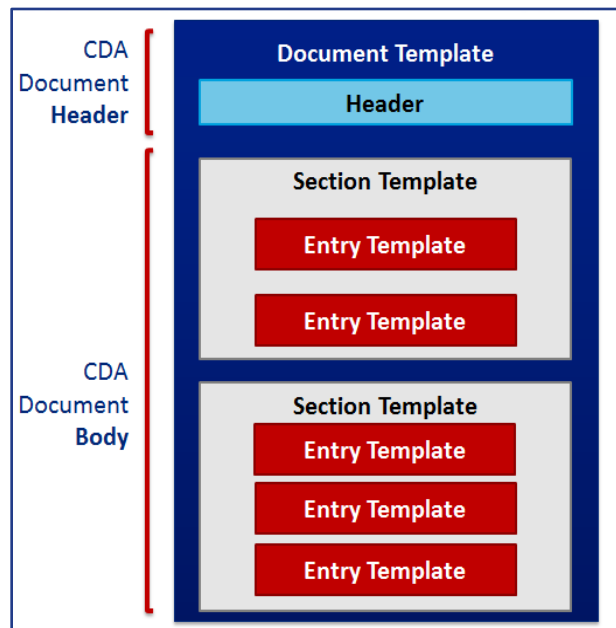 CDA
Document
Header
Document Template
Header
CDA
Document
Body
Section Template
Entry Template
Entry Template
Section Template
Entry Template
Entry Template
Entry Template